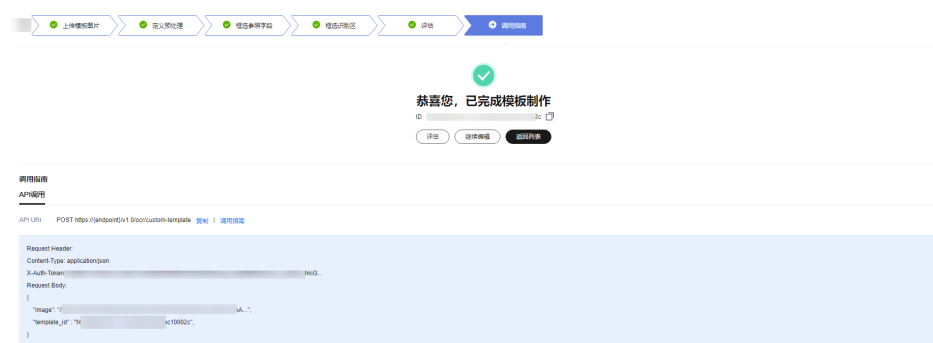 上传模板图片 定义预处理 框选参照字段 框选识别区 评估 调用指南
恭喜您，已完成模板制作
ID 2c
评估 继续编辑 返回列表
调用指南
API调用
API URI POST https://{endpoint}/v1.0/ocr/custom-template 复制 | 调用指南
Request Header:
Content-Type: application/json
X-Auth-Token hkiG...
Request Body:
{
"image": "/ \A...",
"template_id" : "f4 ac10002c",
}